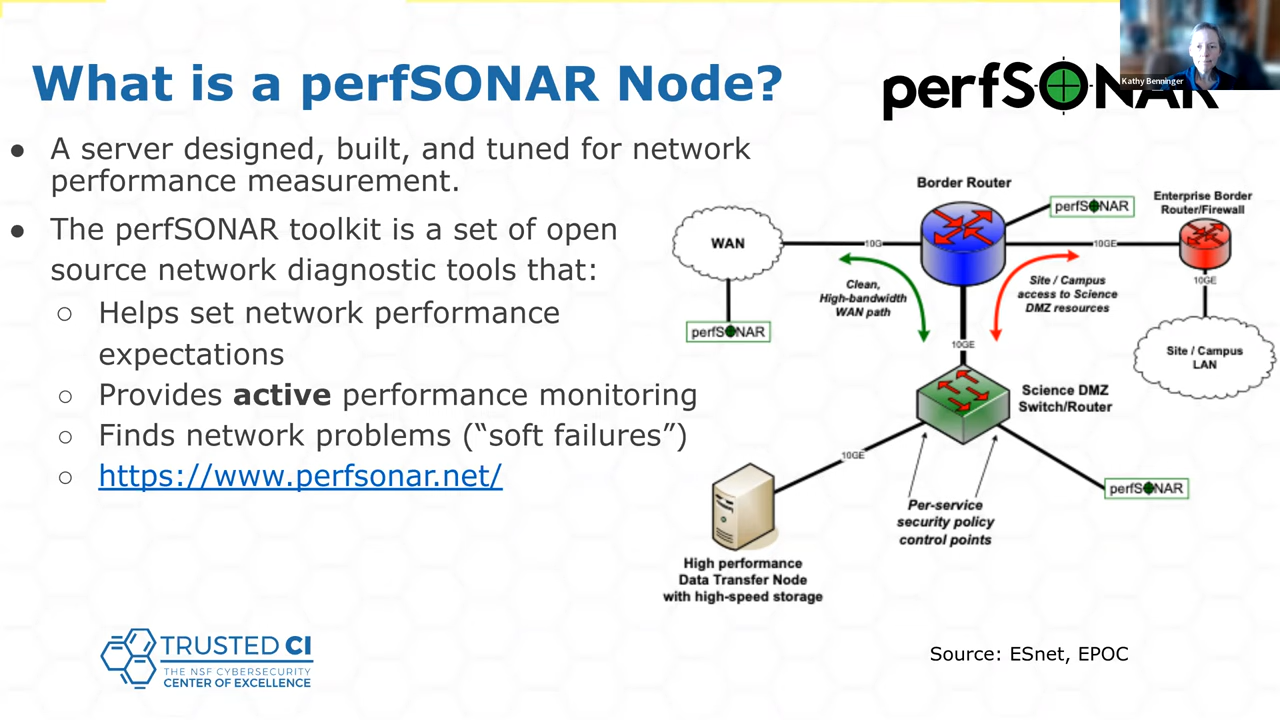 What is a perfSONAR Node?
perfSONAR
Kathy Benninger
● A server designed, built, and tuned for network
performance measurement.
● The perfSONAR toolkit is a set of open
source network diagnostic tools that:
○ Helps set network performance
expectations
○ Provides active performance monitoring
○ Finds network problems (“soft failures”)
○ https://www.perfsonar.net/
Border Router
perfSONAR
Enterprise Border
Router/Firewall
WAN
10G
10GE
10GE
Clean,
High-bandwidth
WAN path
Site / Campus
access to Science
DMZ resources
perfSONAR
10GE
Site / Campus
LAN
Science DMZ
Switch/Router
10GE
perfSONAR
Per-service
security policy
control points
High performance
Data Transfer Node
with high-speed storage
TRUSTED CI
THE NSF CYBERSECURITY
CENTER OF EXCELLENCE
Source: ESnet, EPOC